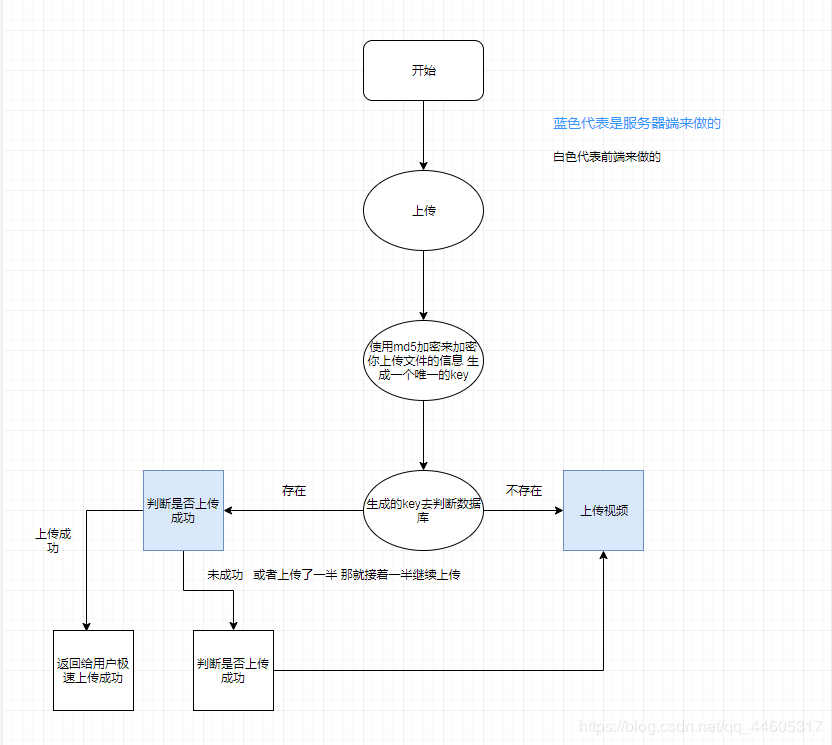 开始
蓝色代表是服务器端来做的
白色代表前端来做的
上传
使用md5加密来加密
你上传文件的信息 生
成一个唯一的key
判断是否上传
成功
存在
生成的key去判断数据
库
不存在
上传视频
上传成
功
未成功 或者上传了一半 那就接着一半继续上传
返回给用户极
速上传成功
判断是否上传
成功
https://blog.csdn.net/qq_44605317